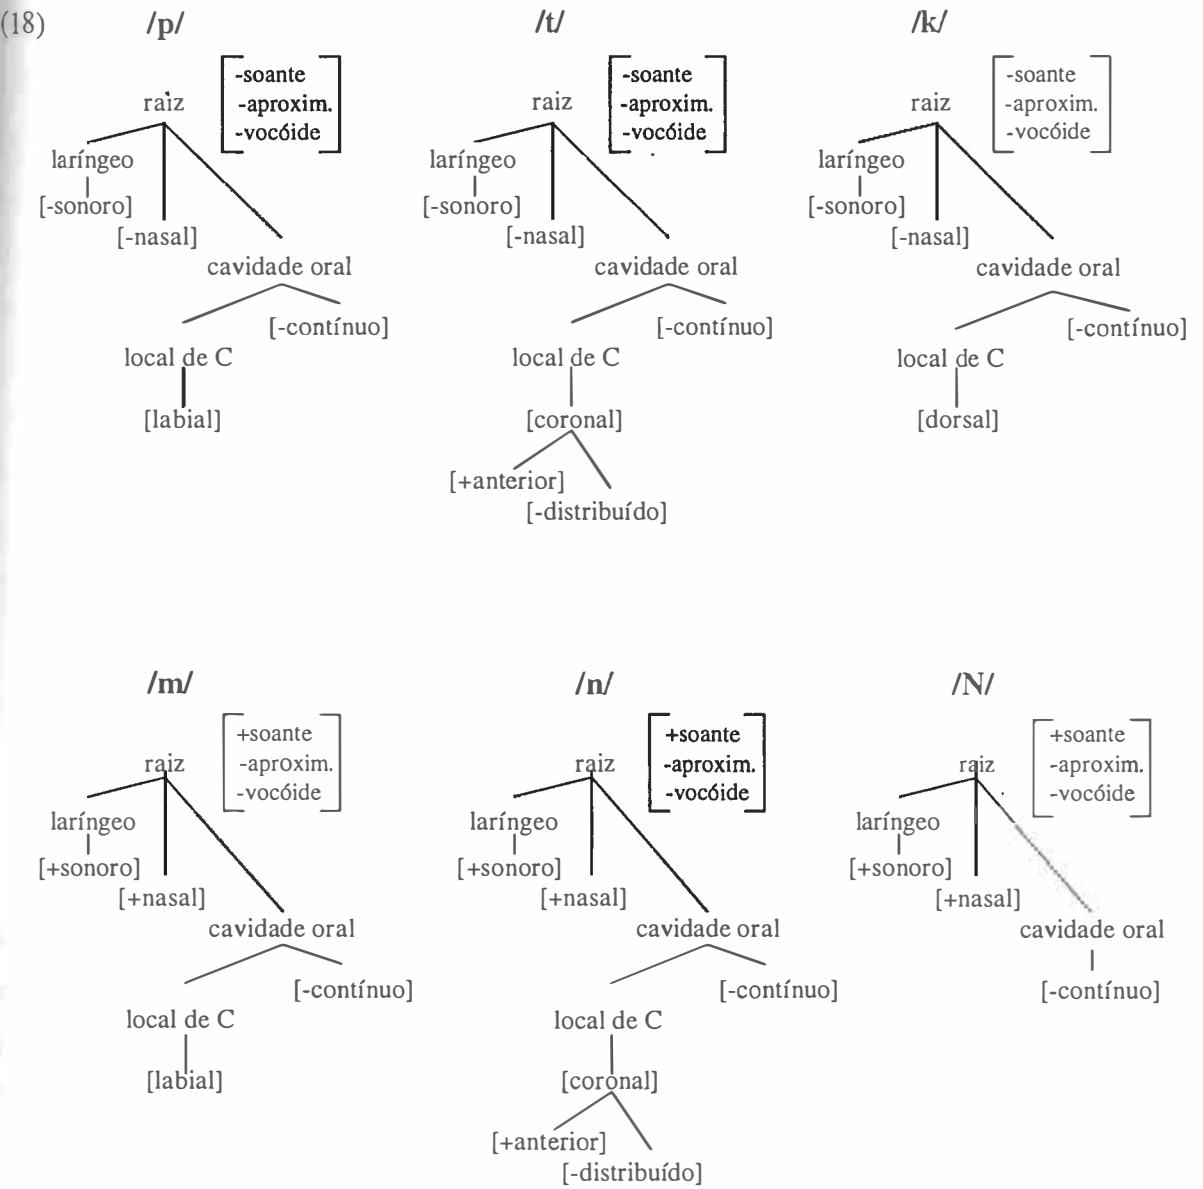 (18)
/p/
-soante
raiz
-aproxim.
-vocóide
laríngeo
[-sonoro]
[-nasal]
cavidade oral
[-contínuo]
local de C
[labial]
/t/
-soante
raiz
-aproxim.
-vocóide
laríngeo
[-sonoro]
[-nasal]
cavidade oral
[-contínuo]
local de C
[coronal]
[+anterior]
[-distribuído]
/k/
-soante
raiz
-aproxim.
-vocóide
laríngeo
[-sonoro]
[-nasal]
cavidade oral
[-contínuo]
local de C
[dorsal]
/m/
+soante
raiz
-aproxim.
-vocóide
laríngeo
[+sonoro]
[+nasal]
cavidade oral
[-contínuo]
local de C
[labial]
/n/
+soante
raiz
-aproxim.
-vocóide
laríngeo
[+sonoro]
[+nasal]
cavidade oral
[-contínuo]
local de C
[coronal]
[+anterior]
[-distribuído]
/N/
+soante
raiz
-aproxim.
-vocóide
laríngeo
[+sonoro]
[+nasal]
cavidade oral
[-contínuo]